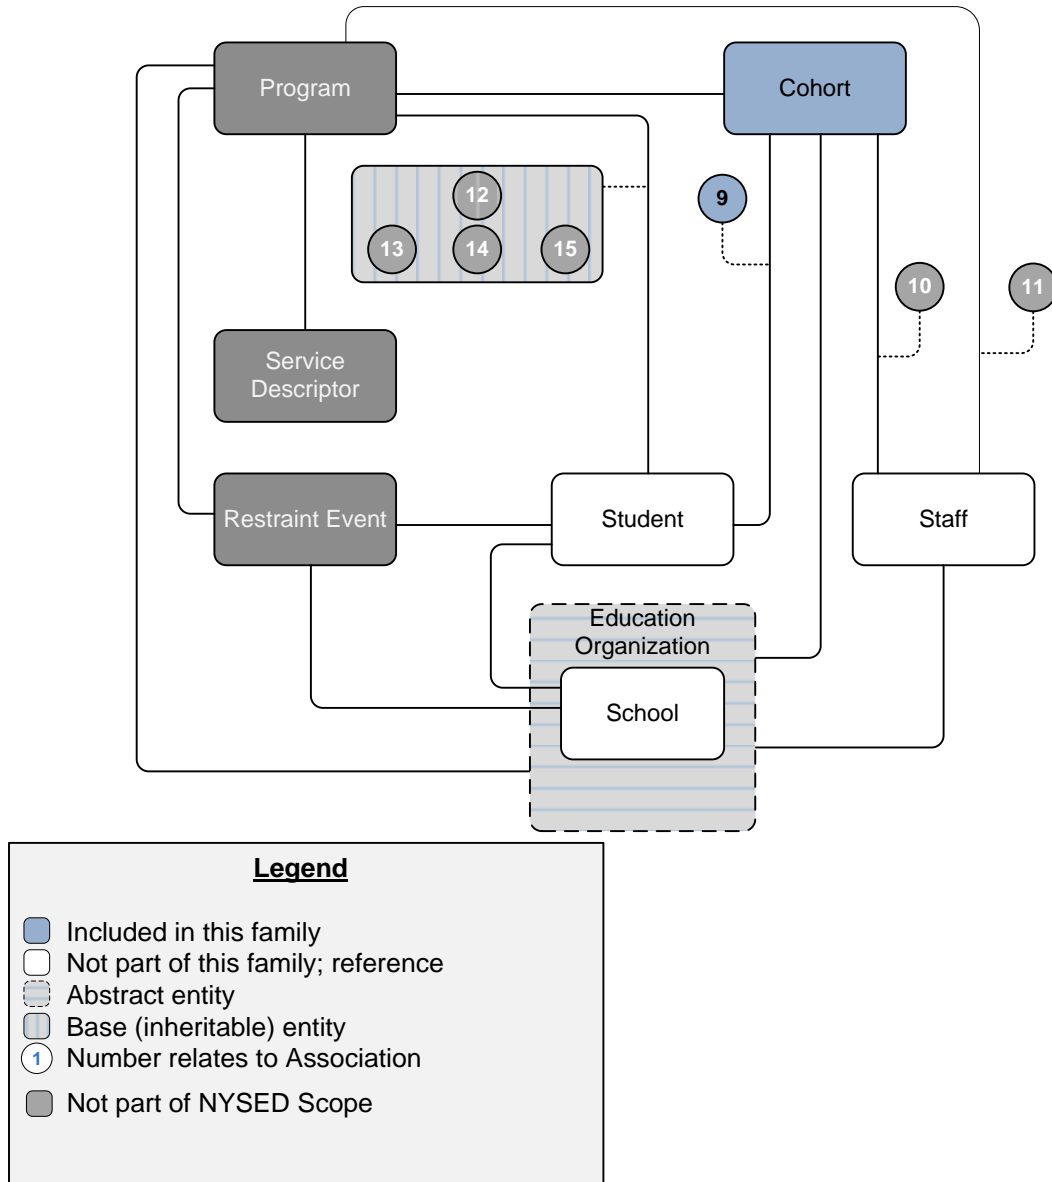 Program
Cohort
12
13
14
15
9
10
11
Service
Descriptor
Restraint Event
Student
Staff
Education
Organization
School
Legend
Included in this family
Not part of this family; reference
Abstract entity
Base (inheritable) entity
1 Number relates to Association
Not part of NYSED Scope